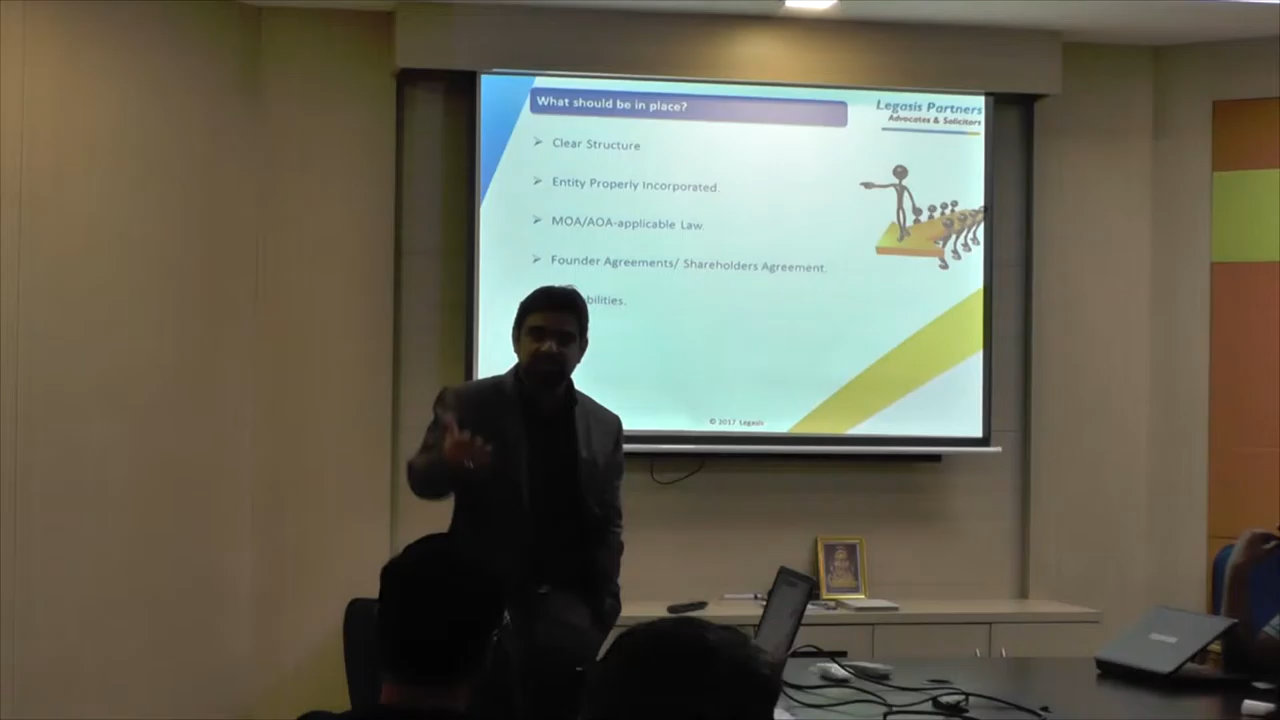 What should be in place?
Legasis Partners
Advocates & Solicitors
Clear Structure
Entity Properly Incorporated.
MOA/AOA-applicable Law.
Founder Agreements/ Shareholders Agreement.
© 2017 Legasis